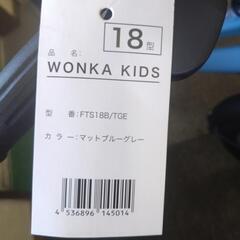 品 名: 18型
WONKA KIDS
型 番: FTS18B/TGE
カ ラ ー: マットブルーグレー
4 536896 145014